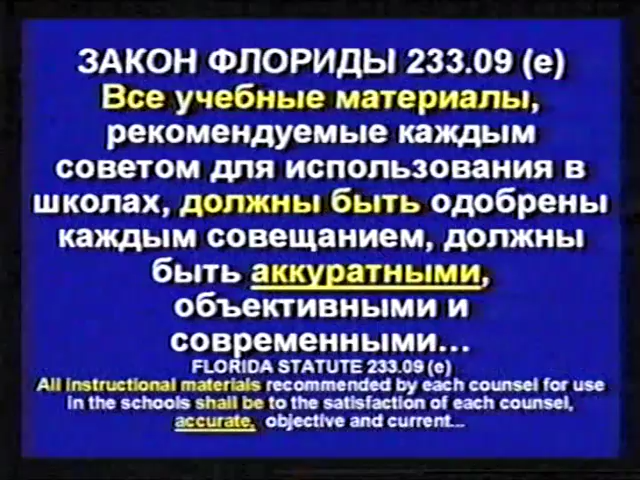 ЗАКОН ФЛОРИДЫ 233.09 (е)
Все учебные материалы,
рекомендуемые каждым
советом для использования в
школах, должны быть одобрены
каждым совещанием, должны
быть аккуратными,
объективными и
современными...
FLORIDA STATUTE 233.09 (e)
All instructional materials recommended by each counsel for use
in the schools shall be to the satisfaction of each counsel,
accurate, objective and current...